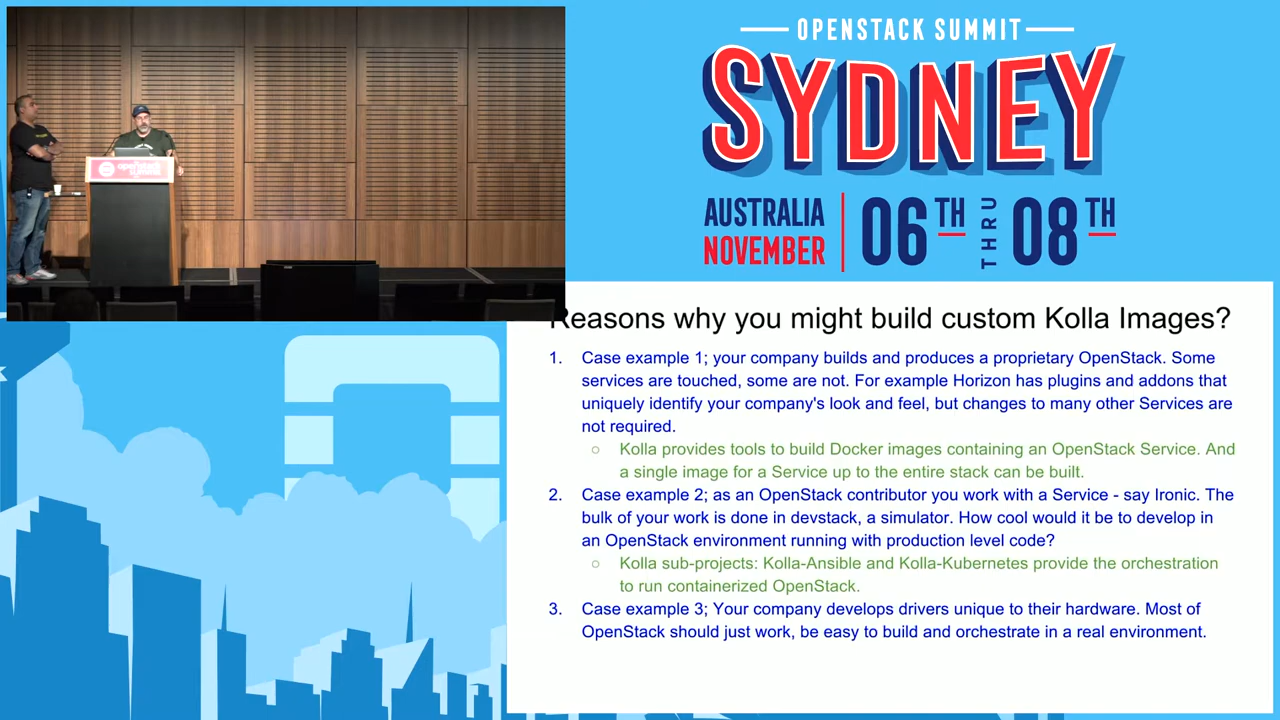 OPENSTACK SUMMIT
SYDNEY
AUSTRALIA
NOVEMBER
06TH
THRU
08TH
openstack
Reasons why you might build custom Kolla Images?
1. Case example 1; your company builds and produces a proprietary OpenStack. Some
services are touched, some are not. For example Horizon has plugins and addons that
uniquely identify your company's look and feel, but changes to many other Services are
not required.
○ Kolla provides tools to build Docker images containing an OpenStack Service. And
a single image for a Service up to the entire stack can be built.
2. Case example 2; as an OpenStack contributor you work with a Service - say Ironic. The
bulk of your work is done in devstack, a simulator. How cool would it be to develop in
an OpenStack environment running with production level code?
○ Kolla sub-projects: Kolla-Ansible and Kolla-Kubernetes provide the orchestration
to run containerized OpenStack.
3. Case example 3; Your company develops drivers unique to their hardware. Most of
OpenStack should just work, be easy to build and orchestrate in a real environment.